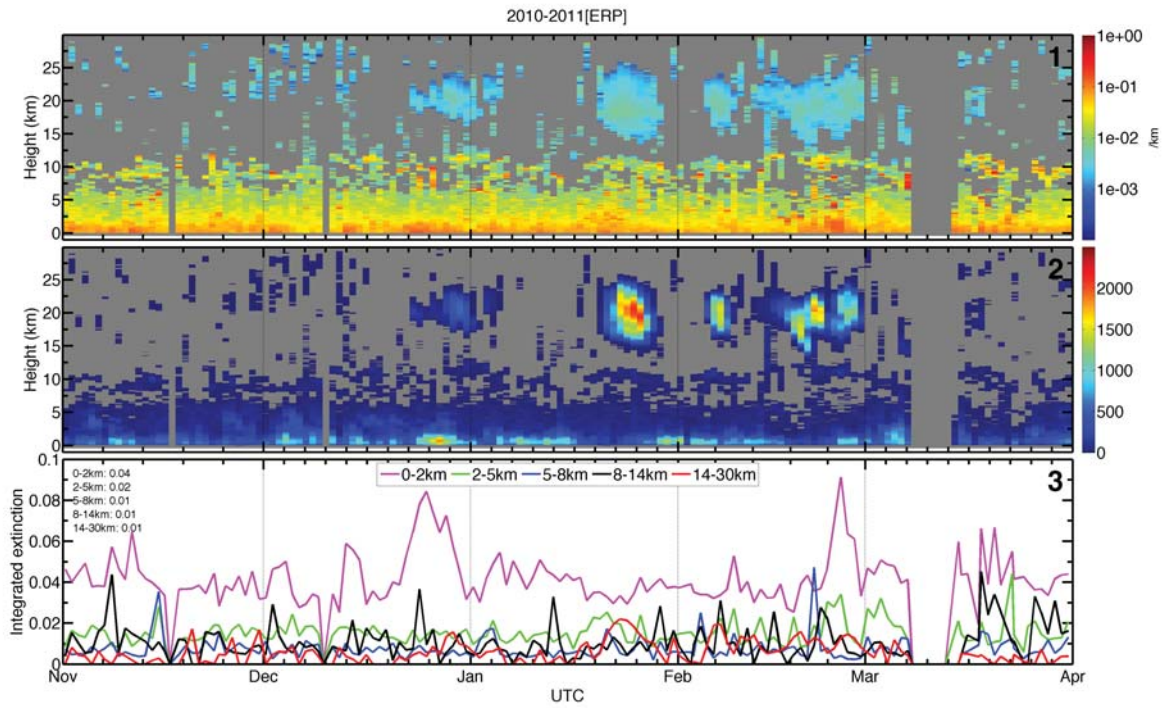 2010-2011[ERP]
1
Height (km)
25
20
15
10
5
0
1e+00
1e-01
1e-02
1e-03
/km
2
Height (km)
25
20
15
10
5
0
2000
1500
1000
500
0
3
Integrated extinction
0.1
0.08
0.06
0.04
0.02
0
0-2km: 0.04
2-5km: 0.02
5-8km: 0.01
8-14km: 0.01
14-30km: 0.01
0-2km 2-5km 5-8km 8-14km 14-30km
Nov Dec Jan Feb Mar Apr
UTC